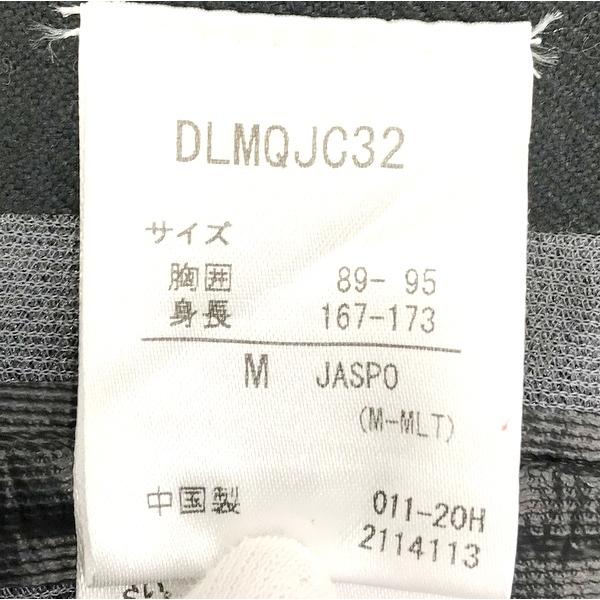 DLMQJC32
サイズ
胸囲 89- 95
身長 167-173
M JASPO
(M-MLT)
中国製 011-20H
2114113